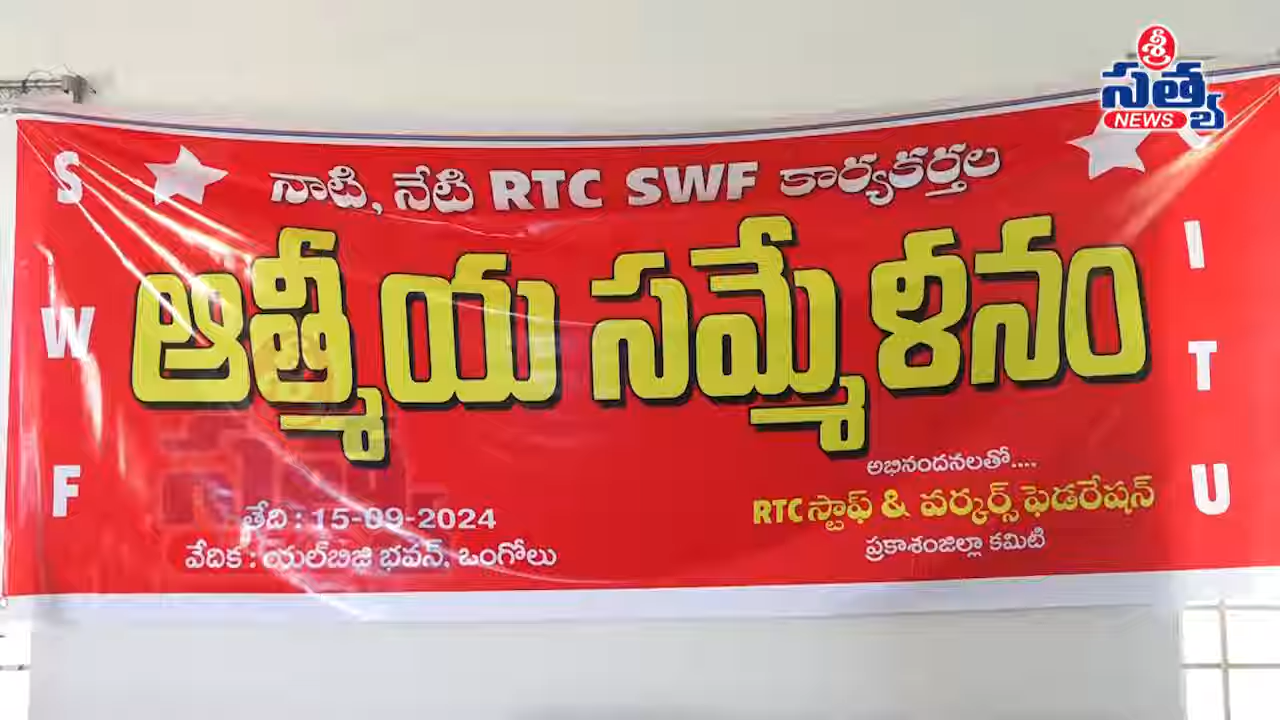 శ్రీ
సత్య
NEWS
నాటి, నేటి RTC SWF కార్యకర్తల
ఆత్మీయ సమ్మేళనం
S
W
F
I
T
U
అభినందనలతో....
RTC స్టాఫ్ & వర్కర్స్ ఫెడరేషన్
ప్రకాశంజిల్లా కమిటి
తేది : 15-09-2024
వేదిక : యల్‌బిజి భవన్, ఒంగోలు